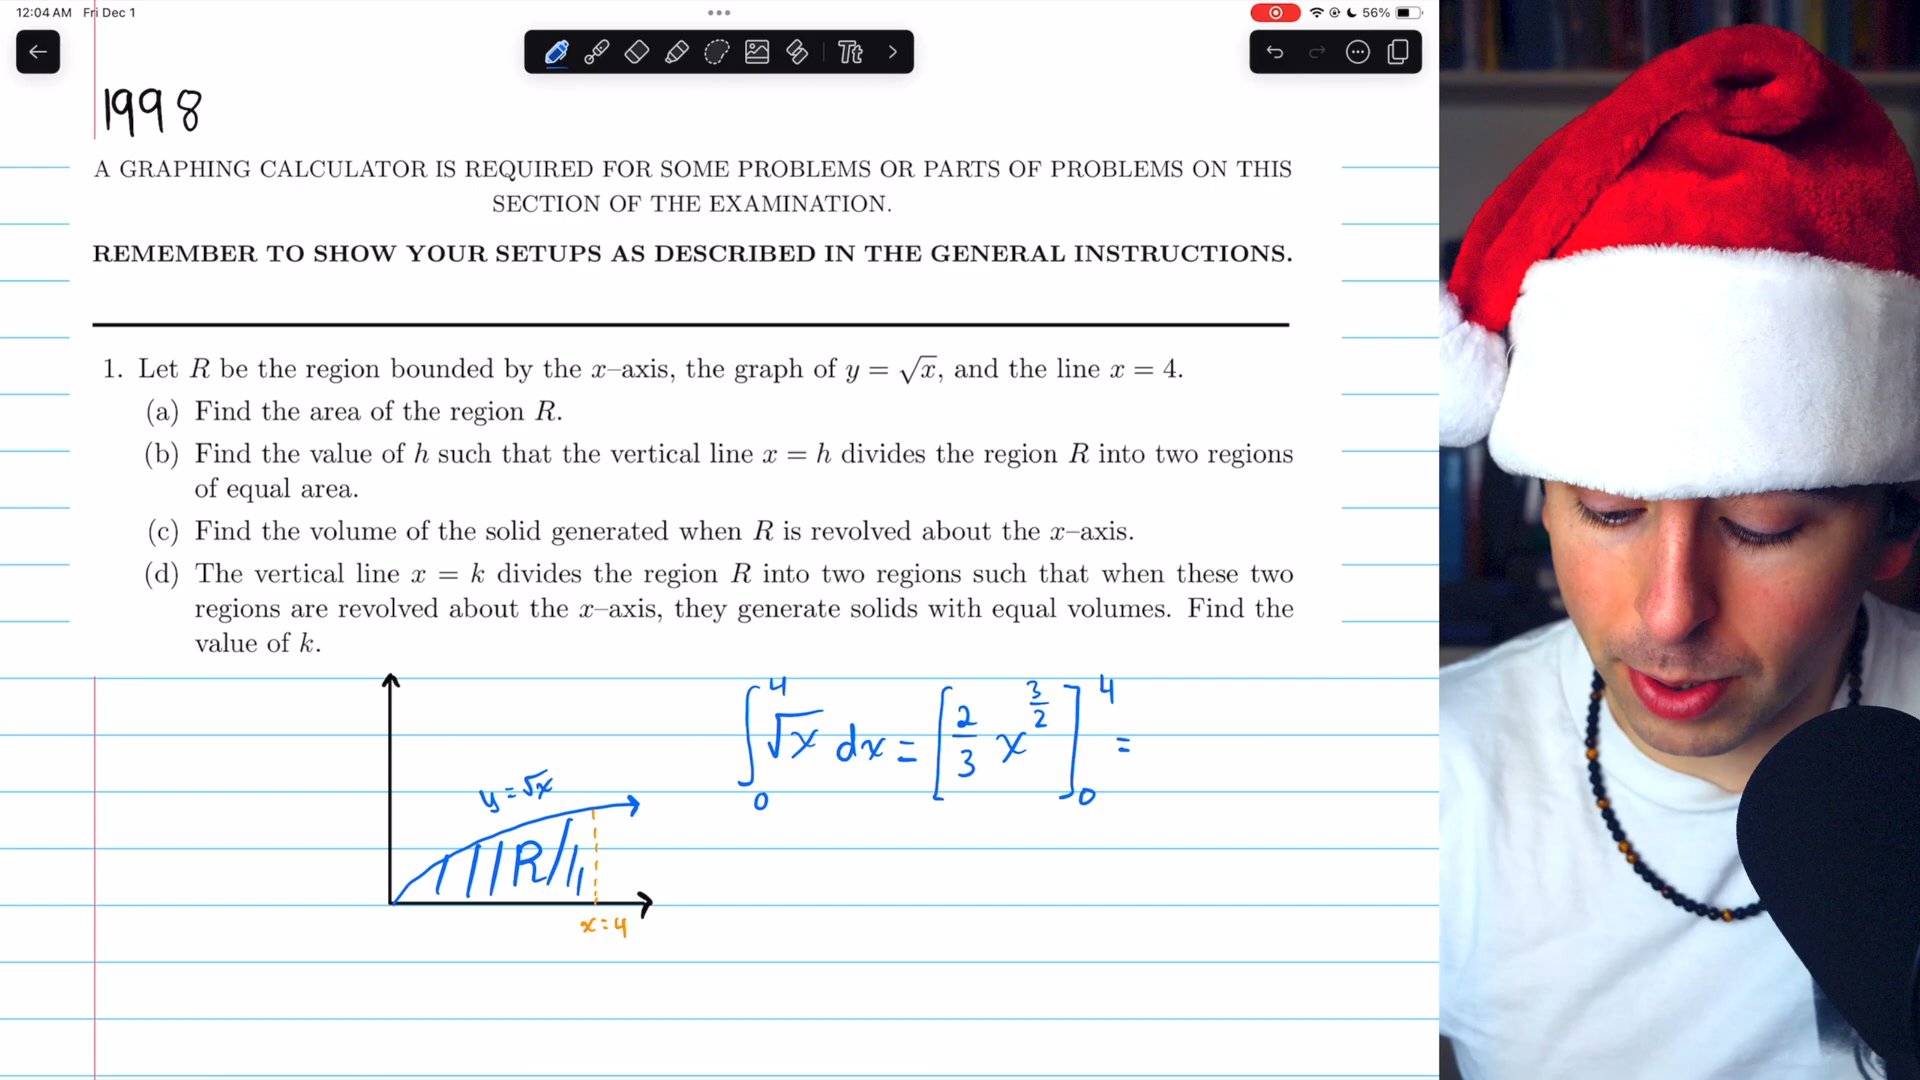 12:04 AM Fri Dec 1
56%
Tt
1998
A GRAPHING CALCULATOR IS REQUIRED FOR SOME PROBLEMS OR PARTS OF PROBLEMS ON THIS
SECTION OF THE EXAMINATION.
REMEMBER TO SHOW YOUR SETUPS AS DESCRIBED IN THE GENERAL INSTRUCTIONS.
1. Let R be the region bounded by the x–axis, the graph of y = √x, and the line x = 4.
(a) Find the area of the region R.
(b) Find the value of h such that the vertical line x = h divides the region R into two regions
of equal area.
(c) Find the volume of the solid generated when R is revolved about the x–axis.
(d) The vertical line x = k divides the region R into two regions such that when these two
regions are revolved about the x–axis, they generate solids with equal volumes. Find the
value of k.
∫₀⁴ √x dx = [2/3 x^(3/2)]₀⁴ =
y = √x
R
x = 4